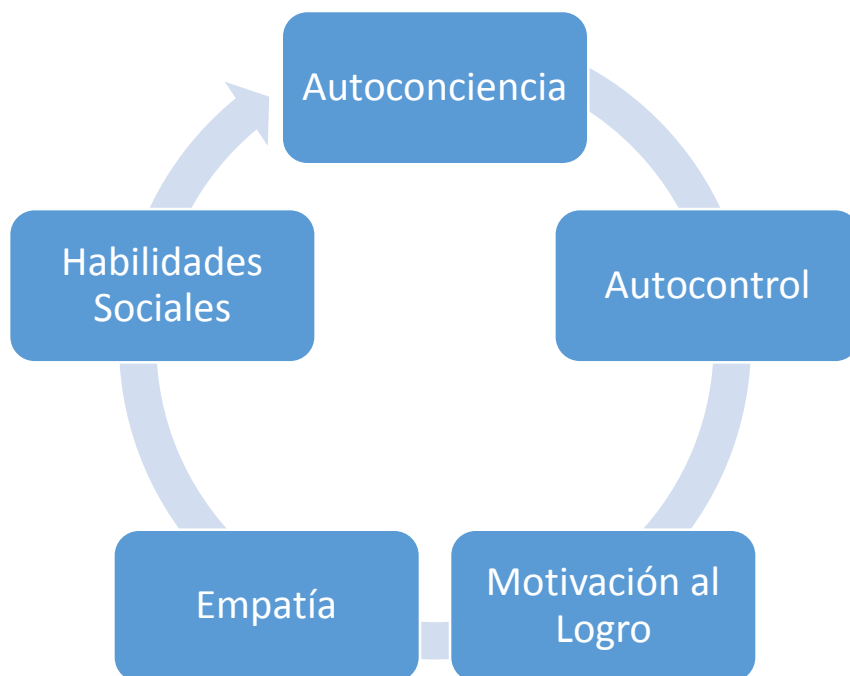 Autoconciencia
Autocontrol
Motivación al
Logro
Empatía
Habilidades
Sociales